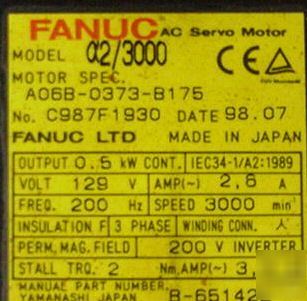 FANUC AC Servo Motor
MODEL α2/3000 CE
MOTOR SPEC.
A06B-0373-B175
No. C987F1930 DATE 98.07
FANUC LTD MADE IN JAPAN
OUTPUT 0.5 kW CONT. IEC34-1/A2:1989
VOLT 129 V AMP(~) 2,8 A
FREQ. 200 Hz SPEED 3000 min
INSULATION F 3 PHASE WINDING CONN.
PERM. MAG. FIELD 200 V INVERTER
STALL TRQ. 2 Nm, AMP(~) 3,
MANUAL PART NUMBER. B-65142
YAMANASHI JAPAN